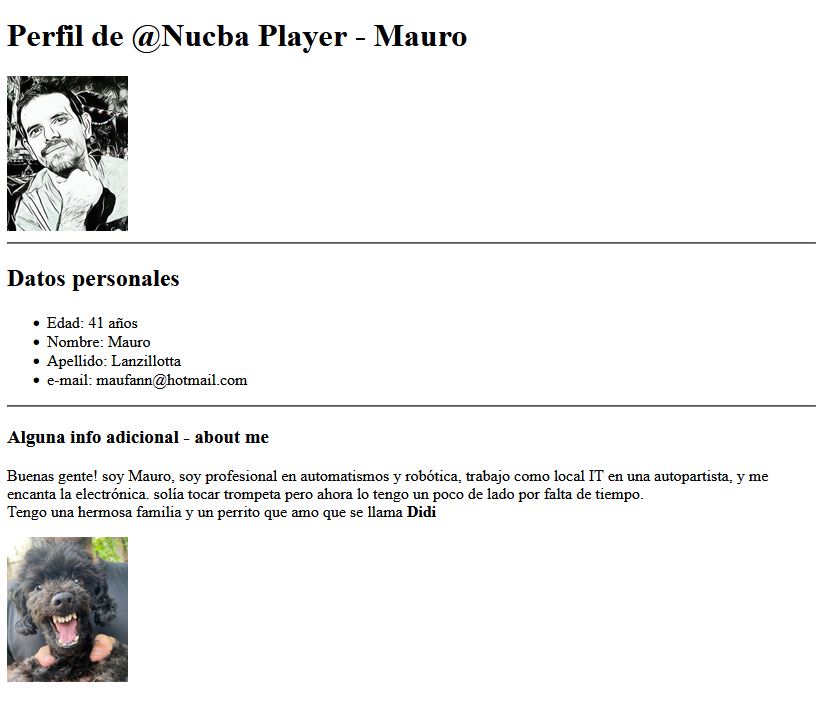 Perfil de @Nucba Player - Mauro
Datos personales
Edad: 41 años
Nombre: Mauro
Apellido: Lanzillotta
e-mail: maufann@hotmail.com
Alguna info adicional - about me
Buenas gente! soy Mauro, soy profesional en automatismos y robótica, trabajo como local IT en una autopartista, y me
encanta la electrónica. solía tocar trompeta pero ahora lo tengo un poco de lado por falta de tiempo.
Tengo una hermosa familia y un perrito que amo que se llama Didi